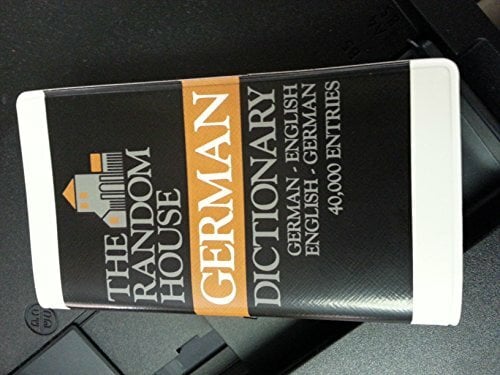 THE
RANDOM
HOUSE
GERMAN
DICTIONARY
GERMAN - ENGLISH
ENGLISH - GERMAN
40,000 ENTRIES